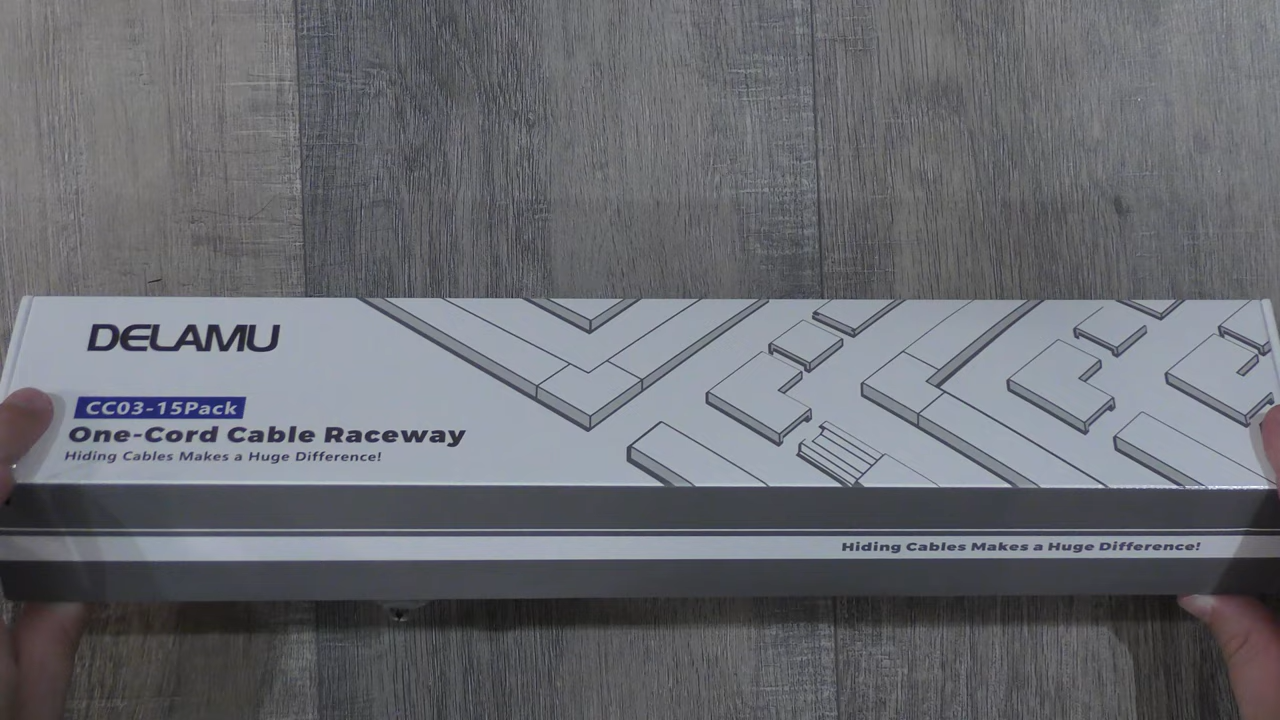 DELAMU
CC03-15Pack
One-Cord Cable Raceway
Hiding Cables Makes a Huge Difference!
Hiding Cables Makes a Huge Difference!